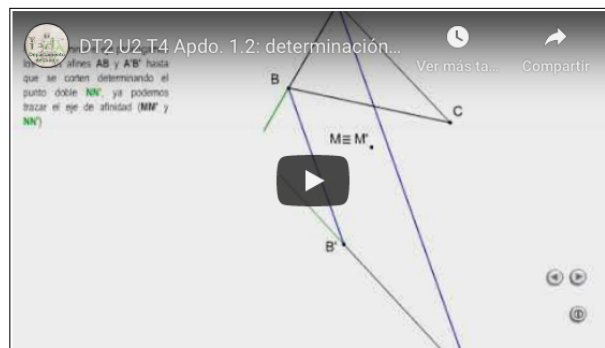 DT2 U2 T4 Apdo. 1.2: determinación...
Ver más ta...
Compartir
los afines AB y A'B' hasta
que se corten determinando el
punto doble NN', ya podemos
trazar el eje de afinidad (MM' y
NN')
B
C
M≡ M'
B'